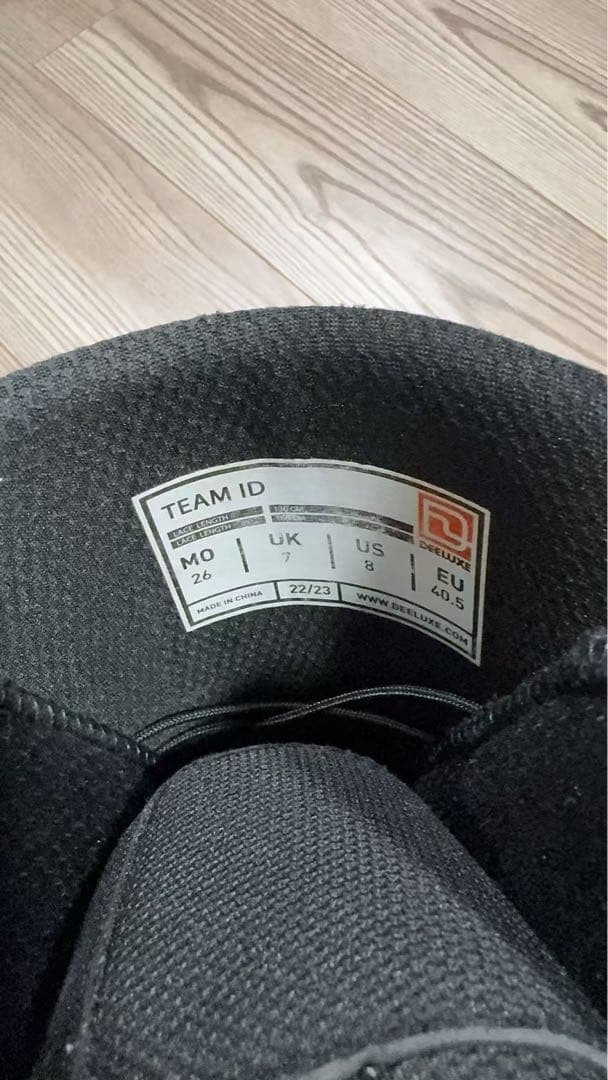 TEAM ID
LACE LENGTH
LACE LENGTH
DEELUXE
MO UK US EU
26 7 8 40.5
MADE IN CHINA 22/23 WWW.DEELUXE.COM